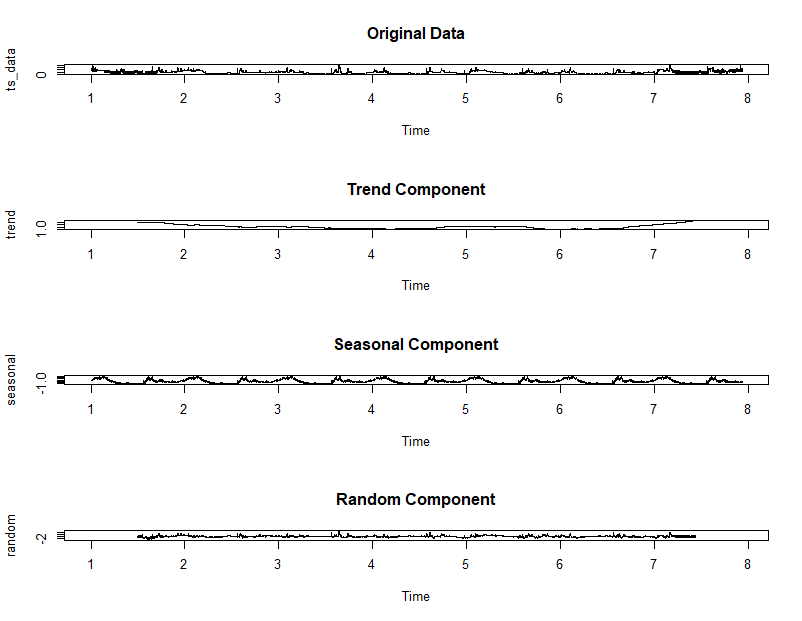 Original Data
ts_data
0
1 2 3 4 5 6 7 8
Time
Trend Component
trend
1.0
1 2 3 4 5 6 7 8
Time
Seasonal Component
seasonal
-1.0
1 2 3 4 5 6 7 8
Time
Random Component
random
-2
1 2 3 4 5 6 7 8
Time